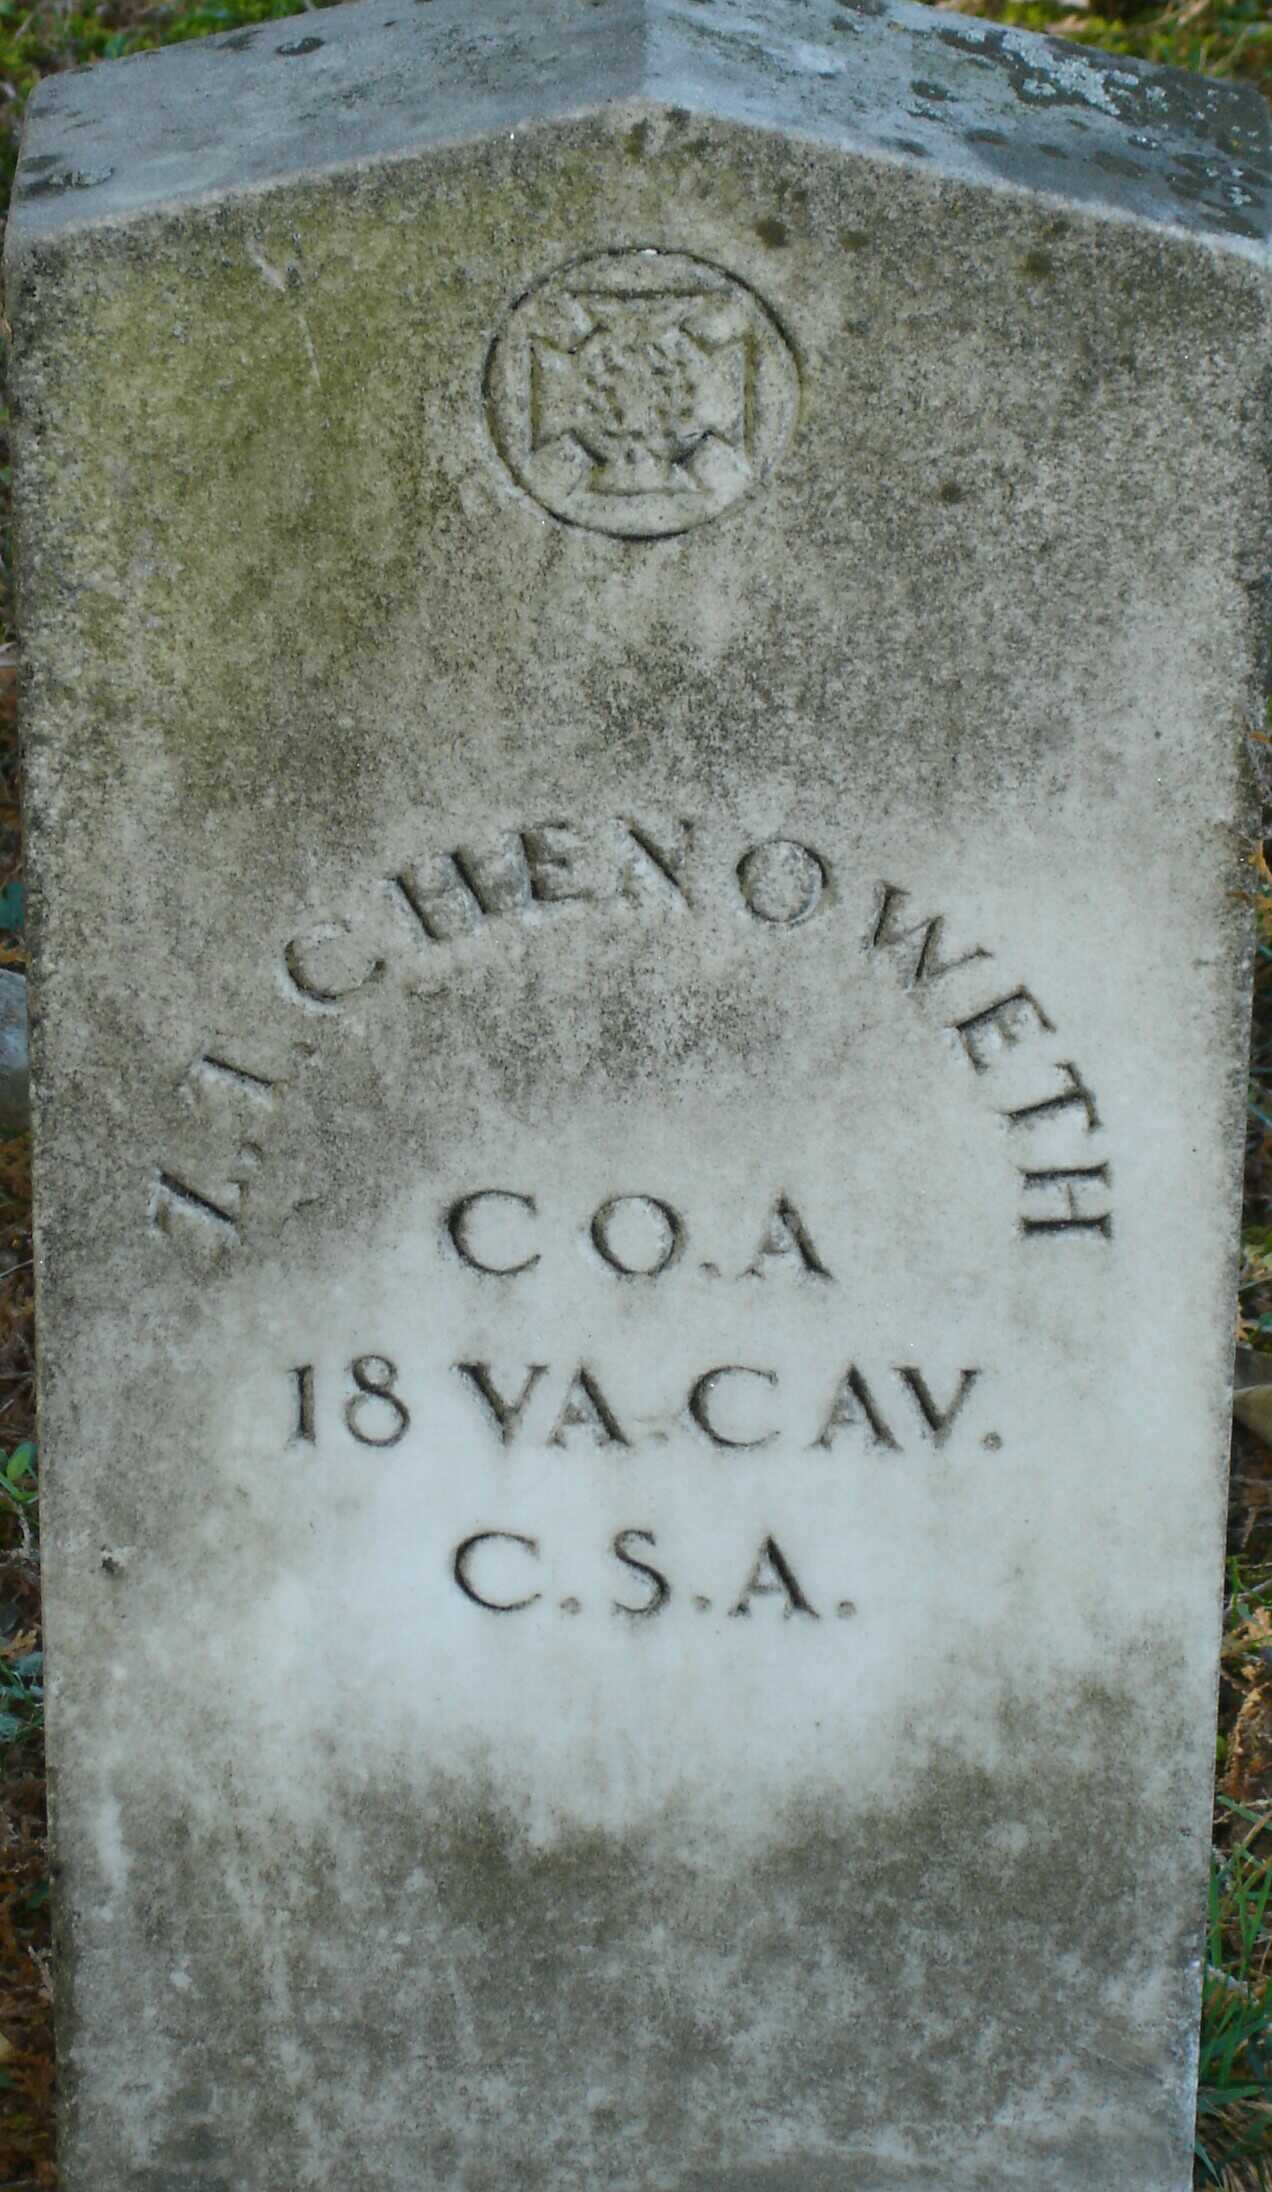 Z. I. CHENOWETH
CO. A
18 VA. CAV.
C.S.A.